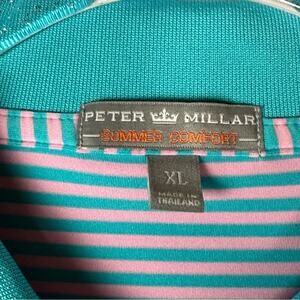 PETER MILLAR
SUMMER COMFORT
XL
MADE IN
THAILAND